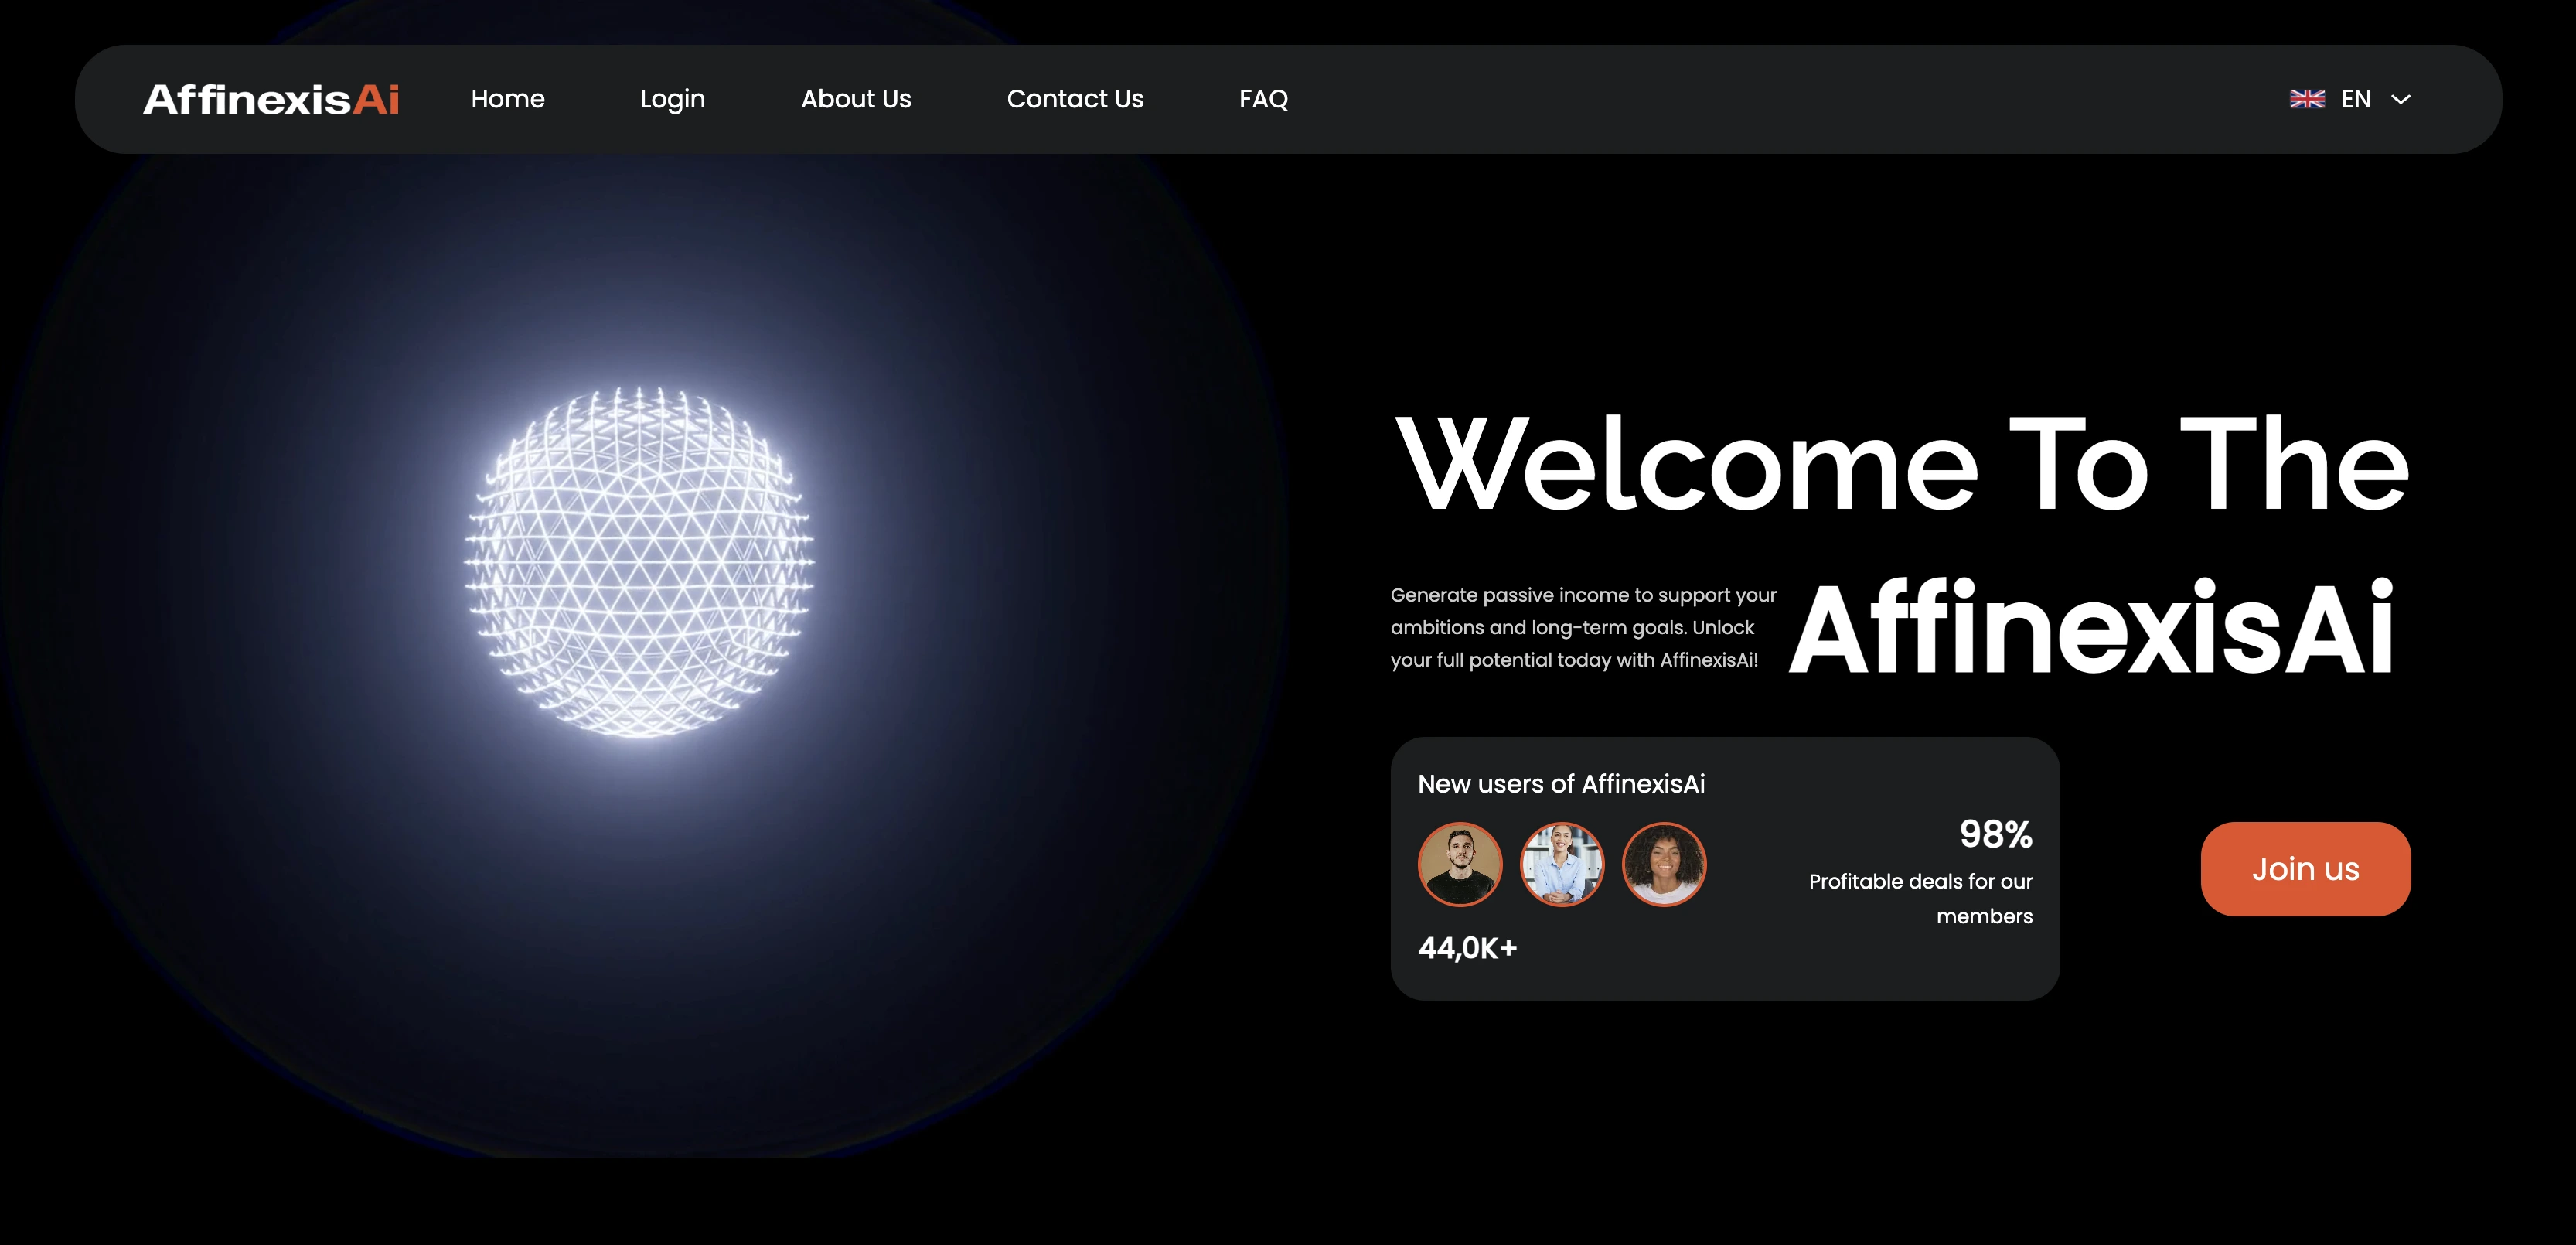 AffinexisAi
Home
Login
About Us
Contact Us
FAQ
EN
Welcome To The
Generate passive income to support your
ambitions and long-term goals. Unlock
your full potential today with AffinexisAi!
AffinexisAi
New users of AffinexisAi
44,0K+
98%
Profitable deals for our
members
Join us